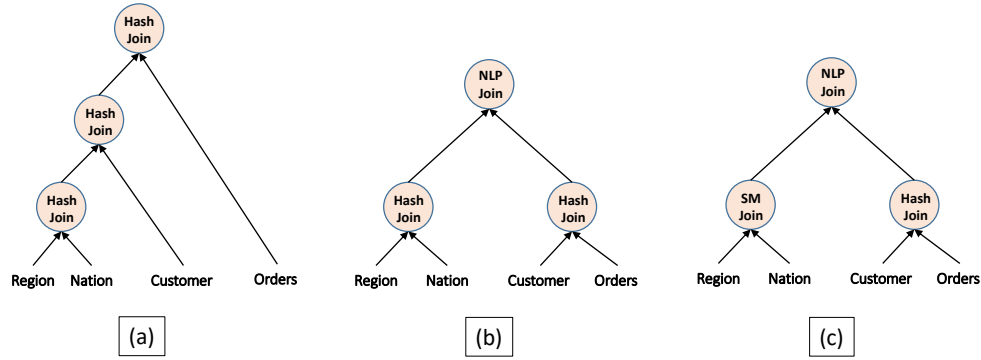 Hash
Join
Hash
Join
Hash
Join
Region Nation Customer Orders
(a)
NLP
Join
Hash
Join
Hash
Join
Region Nation Customer Orders
(b)
NLP
Join
SM
Join
Hash
Join
Region Nation Customer Orders
(c)